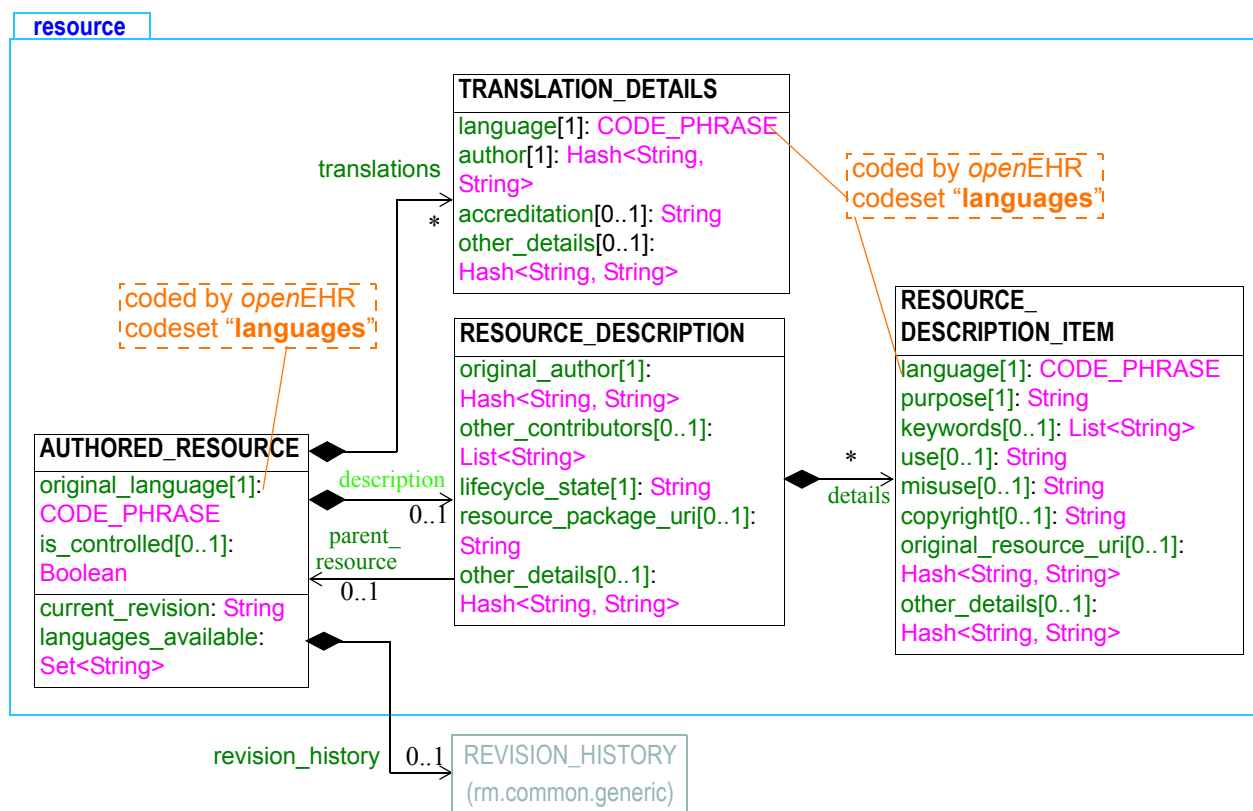 resource
TRANSLATION_DETAILS
language[1]: CODE_PHRASE
author[1]: Hash<String,
String>
accreditation[0..1]: String
other_details[0..1]:
Hash<String, String>
translations
*
coded by openEHR
codeset “languages”
coded by openEHR
codeset “languages”
RESOURCE_DESCRIPTION
original_author[1]:
Hash<String, String>
other_contributors[0..1]:
List<String>
lifecycle_state[1]: String
resource_package_uri[0..1]:
String
other_details[0..1]:
Hash<String, String>
RESOURCE_
DESCRIPTION_ITEM
language[1]: CODE_PHRASE
purpose[1]: String
keywords[0..1]: List<String>
use[0..1]: String
misuse[0..1]: String
copyright[0..1]: String
original_resource_uri[0..1]:
Hash<String, String>
other_details[0..1]:
Hash<String, String>
AUTHORED_RESOURCE
original_language[1]:
CODE_PHRASE
is_controlled[0..1]:
Boolean
current_revision: String
languages_available:
Set<String>
description
0..1
parent_
resource
0..1
*
details
revision_history
0..1
REVISION_HISTORY
(rm.common.generic)